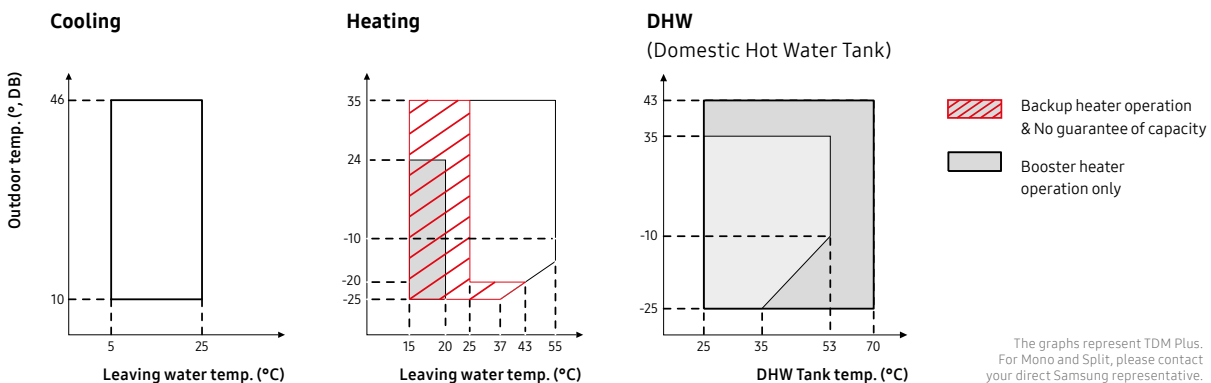 Cooling
Heating
DHW
(Domestic Hot Water Tank)
Outdoor temp. (°, DB)
46
10
5 25
Leaving water temp. (°C)
35
24
-10
-20
-25
15 20 25 37 43 55
Leaving water temp. (°C)
43
35
-10
-25
25 35 53 70
DHW Tank temp. (°C)
Backup heater operation
& No guarantee of capacity
Booster heater
operation only
The graphs represent TDM Plus.
For Mono and Split, please contact
your direct Samsung representative.